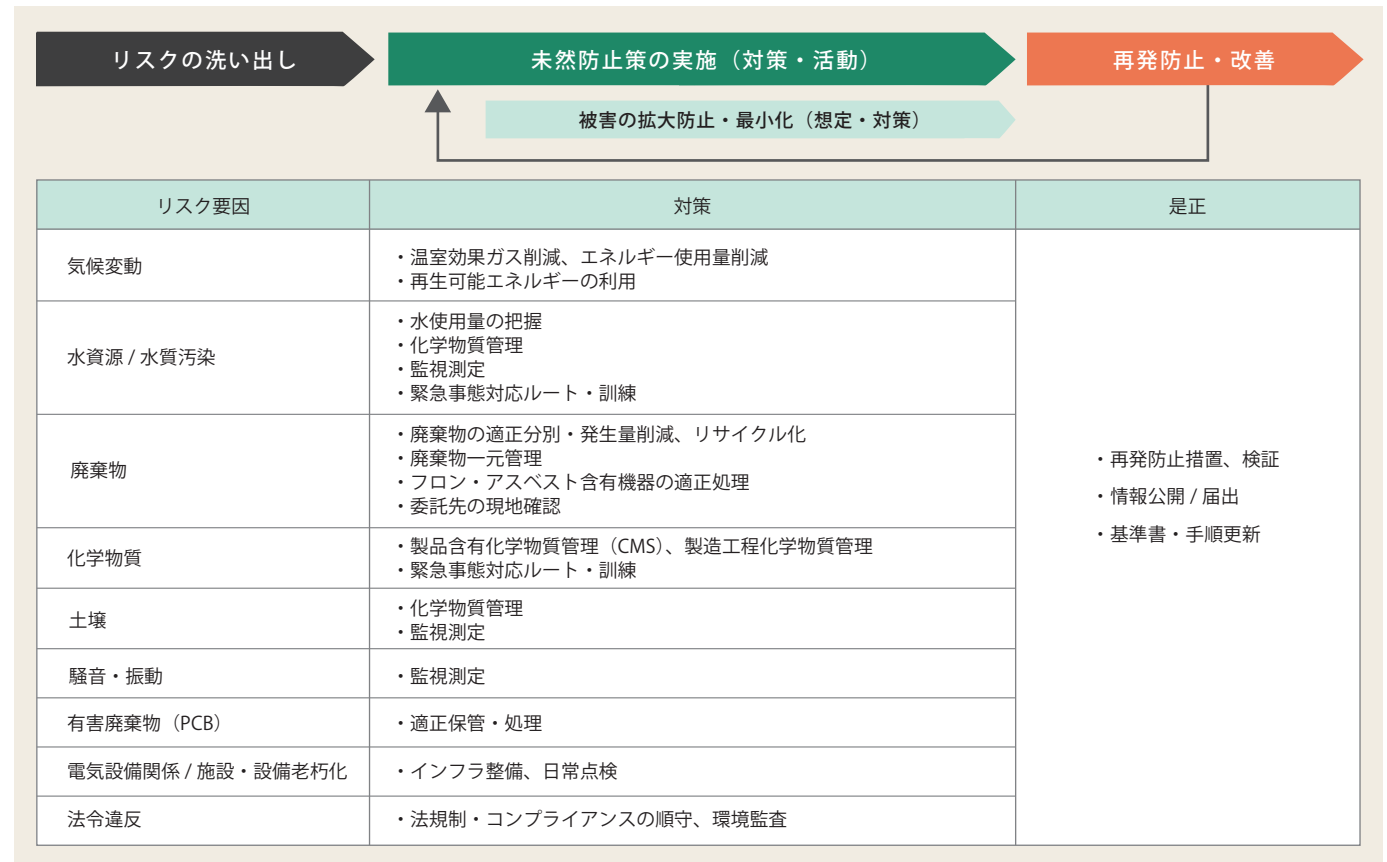 リスクの洗い出し
未然防止策の実施（対策・活動）
再発防止・改善
被害の拡大防止・最小化（想定・対策）
リスク要因
対策
是正
気候変動
・温室効果ガス削減、エネルギー使用量削減
・再生可能エネルギーの利用
水資源 / 水質汚染
・水使用量の把握
・化学物質管理
・監視測定
・緊急事態対応ルート・訓練
廃棄物
・廃棄物の適正分別・発生量削減、リサイクル化
・廃棄物一元管理
・フロン・アスベスト含有機器の適正処理
・委託先の現地確認
化学物質
・製品含有化学物質管理（CMS）、製造工程化学物質管理
・緊急事態対応ルート・訓練
土壌
・化学物質管理
・監視測定
騒音・振動
・監視測定
有害廃棄物（PCB）
・適正保管・処理
電気設備関係 / 施設・設備老朽化
・インフラ整備、日常点検
法令違反
・法規制・コンプライアンスの順守、環境監査
・再発防止措置、検証
・情報公開 / 届出
・基準書・手順更新